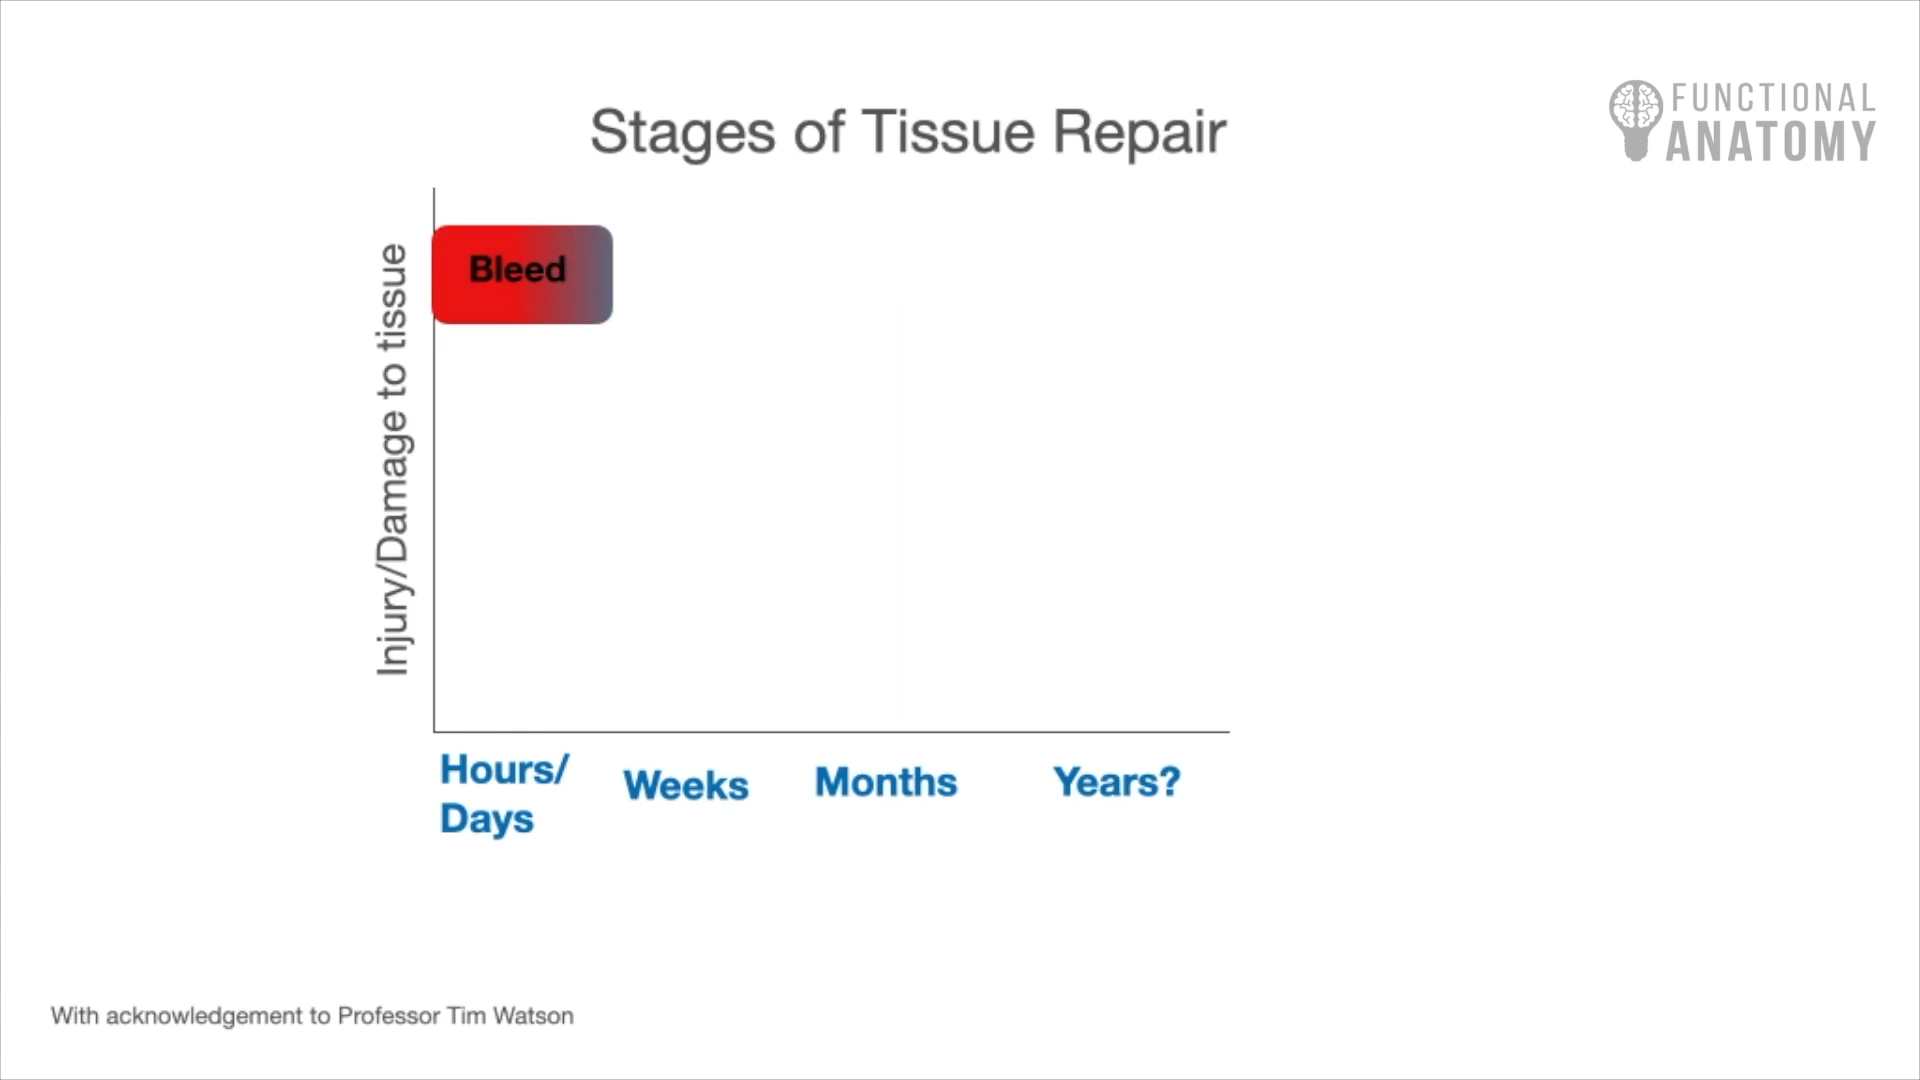 Stages of Tissue Repair
FUNCTIONAL
ANATOMY
Injury/Damage to tissue
Bleed
Hours/
Days
Weeks
Months
Years?
With acknowledgement to Professor Tim Watson